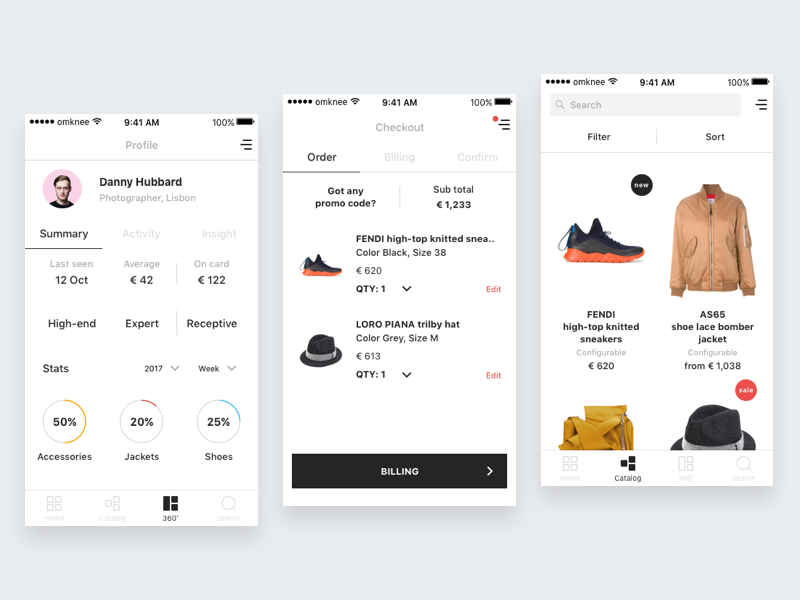 omknee
9:41 AM
100%
Profile
Danny Hubbard
Photographer, Lisbon
Summary
Activity
Insight
Last seen
Average
On card
12 Oct
€ 42
€ 122
High-end
Expert
Receptive
Stats
2017
Week
50%
20%
25%
Accessories
Jackets
Shoes
Home
Catalog
360'
Search
omknee
9:41 AM
100%
Checkout
Order
Billing
Confirm
Got any
promo code?
Sub total
€ 1,233
FENDI high-top knitted snea..
Color Black, Size 38
€ 620
QTY: 1
Edit
LORO PIANA trilby hat
Color Grey, Size M
€ 613
QTY: 1
Edit
BILLING
omknee
9:41 AM
100%
Search
Filter
Sort
new
FENDI
high-top knitted
sneakers
Configurable
€ 620
AS65
shoe lace bomber
jacket
Configurable
from € 1,038
sale
Home
Catalog
360'
Search